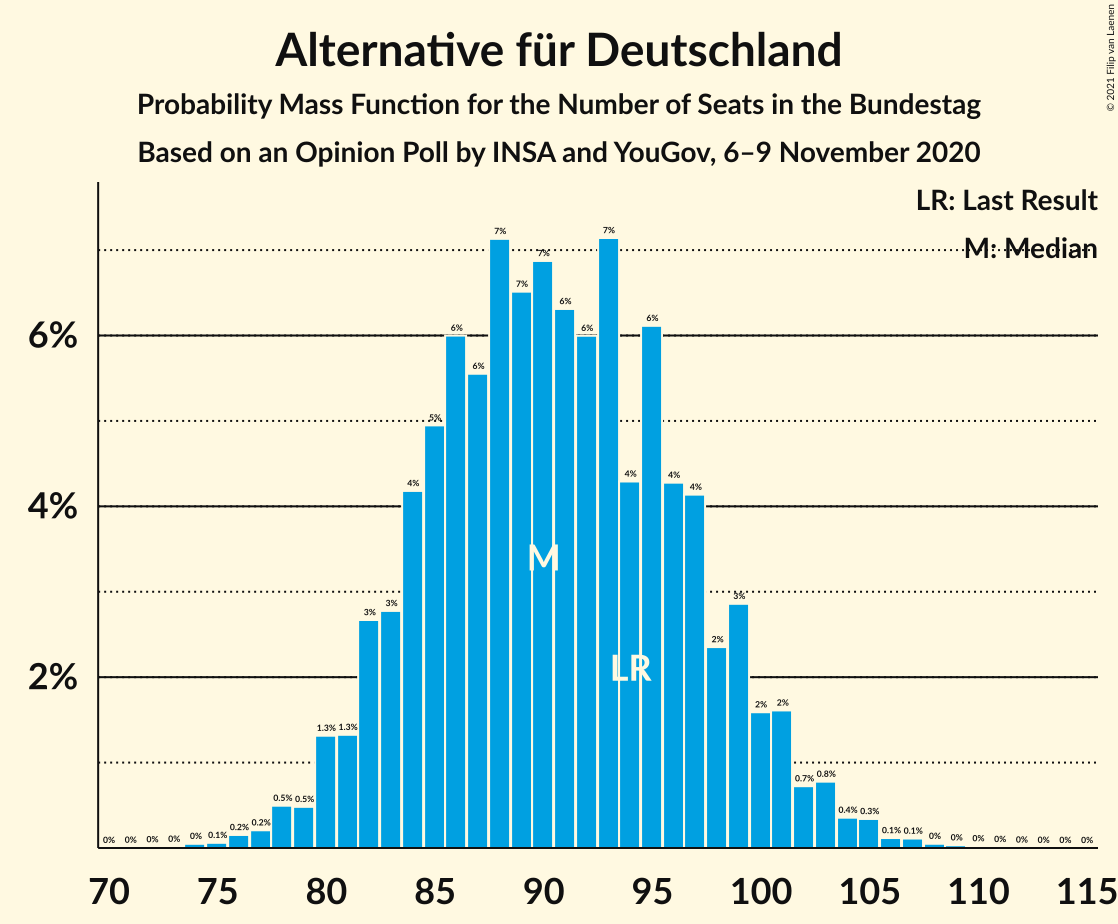 Alternative für Deutschland
Probability Mass Function for the Number of Seats in the Bundestag
Based on an Opinion Poll by INSA and YouGov, 6–9 November 2020
© 2021 Filip van Laenen
LR: Last Result
M: Median
6%
4%
2%
0% 0% 0% 0% 0% 0.1% 0.2% 0.2% 0.5% 0.5% 1.3% 1.3% 3% 3% 4% 5% 6% 6% 7% 7% 7% 6% 6% 7% 4% 6% 4% 4% 2% 3% 2% 2% 0.7% 0.8% 0.4% 0.3% 0.1% 0.1% 0% 0% 0% 0% 0% 0% 0% 0%
M
LR
70 75 80 85 90 95 100 105 110 115